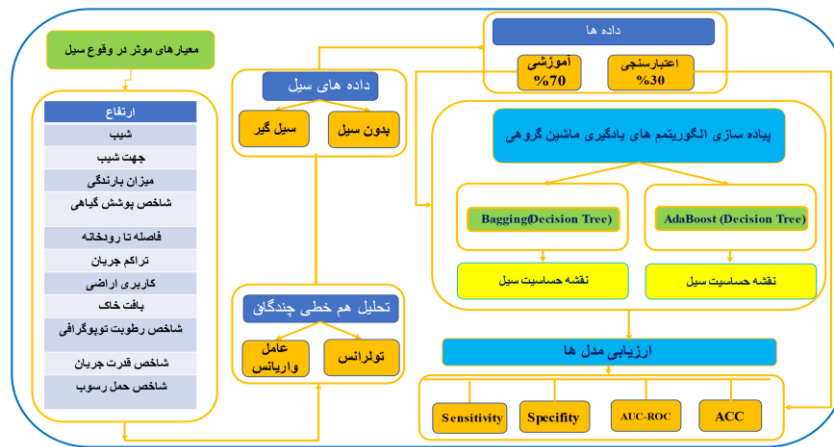 معیارهای موثر در وقوع سیل
ارتفاع
شیب
جهت شیب
میزان بارندگی
شاخص پوشش گیاهی
فاصله تا رودخانه
تراکم جریان
کاربری اراضی
بافت خاک
شاخص رطوبت توپوگرافی
شاخص قدرت جریان
شاخص حمل رسوب
داده های سیل
سیل گیر
بدون سیل
تحلیل هم خطی چندگان
عامل
واریانس
تولرانس
داده ها
آموزشی
%70
اعتبارسنجی
%30
پیاده سازی الگوریتمم های یادگیری ماشین گروهی
Bagging(Decision Tree)
AdaBoost (Decision Tree)
نقشه حساسیت سیل
نقشه حساسیت سیل
ارزیابی مدل ها
Sensitivity
Specifity
AUC-ROC
ACC